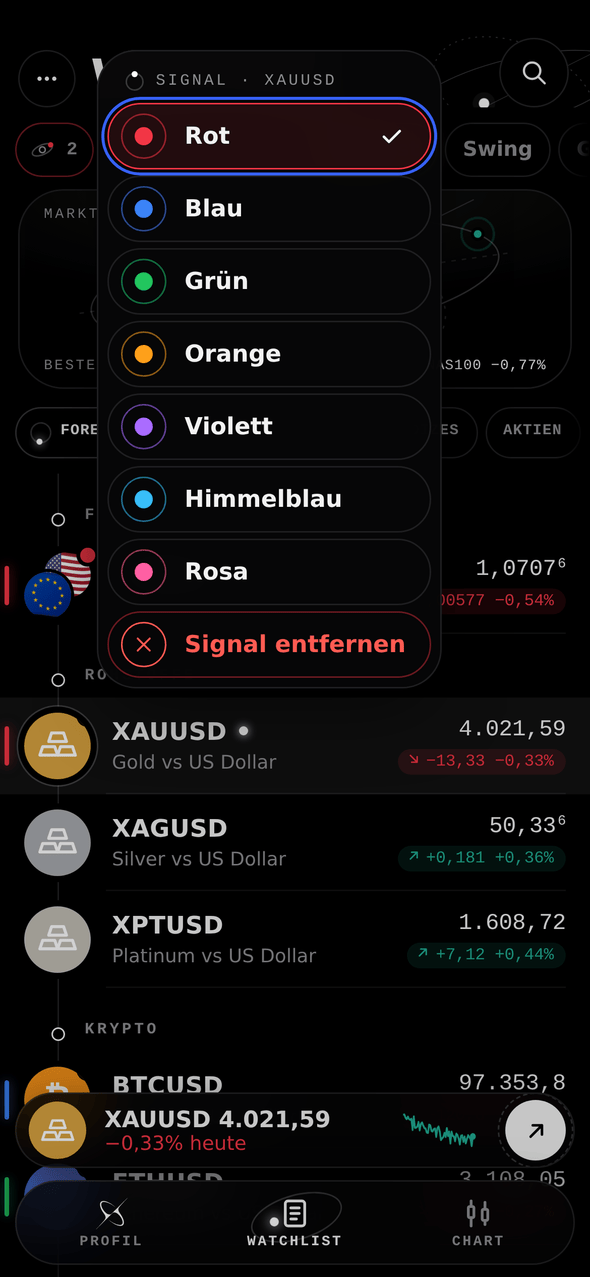 SIGNAL · XAUUSD
2
Rot
Swing
Blau
MARKT
Grün
Orange
BESTE
AS100 −0,77%
Violett
FORE
ES
AKTIEN
Himmelblau
F
Rosa
1,0707⁶
00577 −0,54%
Signal entfernen
RO
XAUUSD
4.021,59
Gold vs US Dollar
−13,33 −0,33%
XAGUSD
50,33⁶
Silver vs US Dollar
+0,181 +0,36%
XPTUSD
1.608,72
Platinum vs US Dollar
+7,12 +0,44%
KRYPTO
BTCUSD
97.353,8
XAUUSD 4.021,59
−0,33% heute
ETHUSD
3.108,05
PROFIL
WATCHLIST
CHART